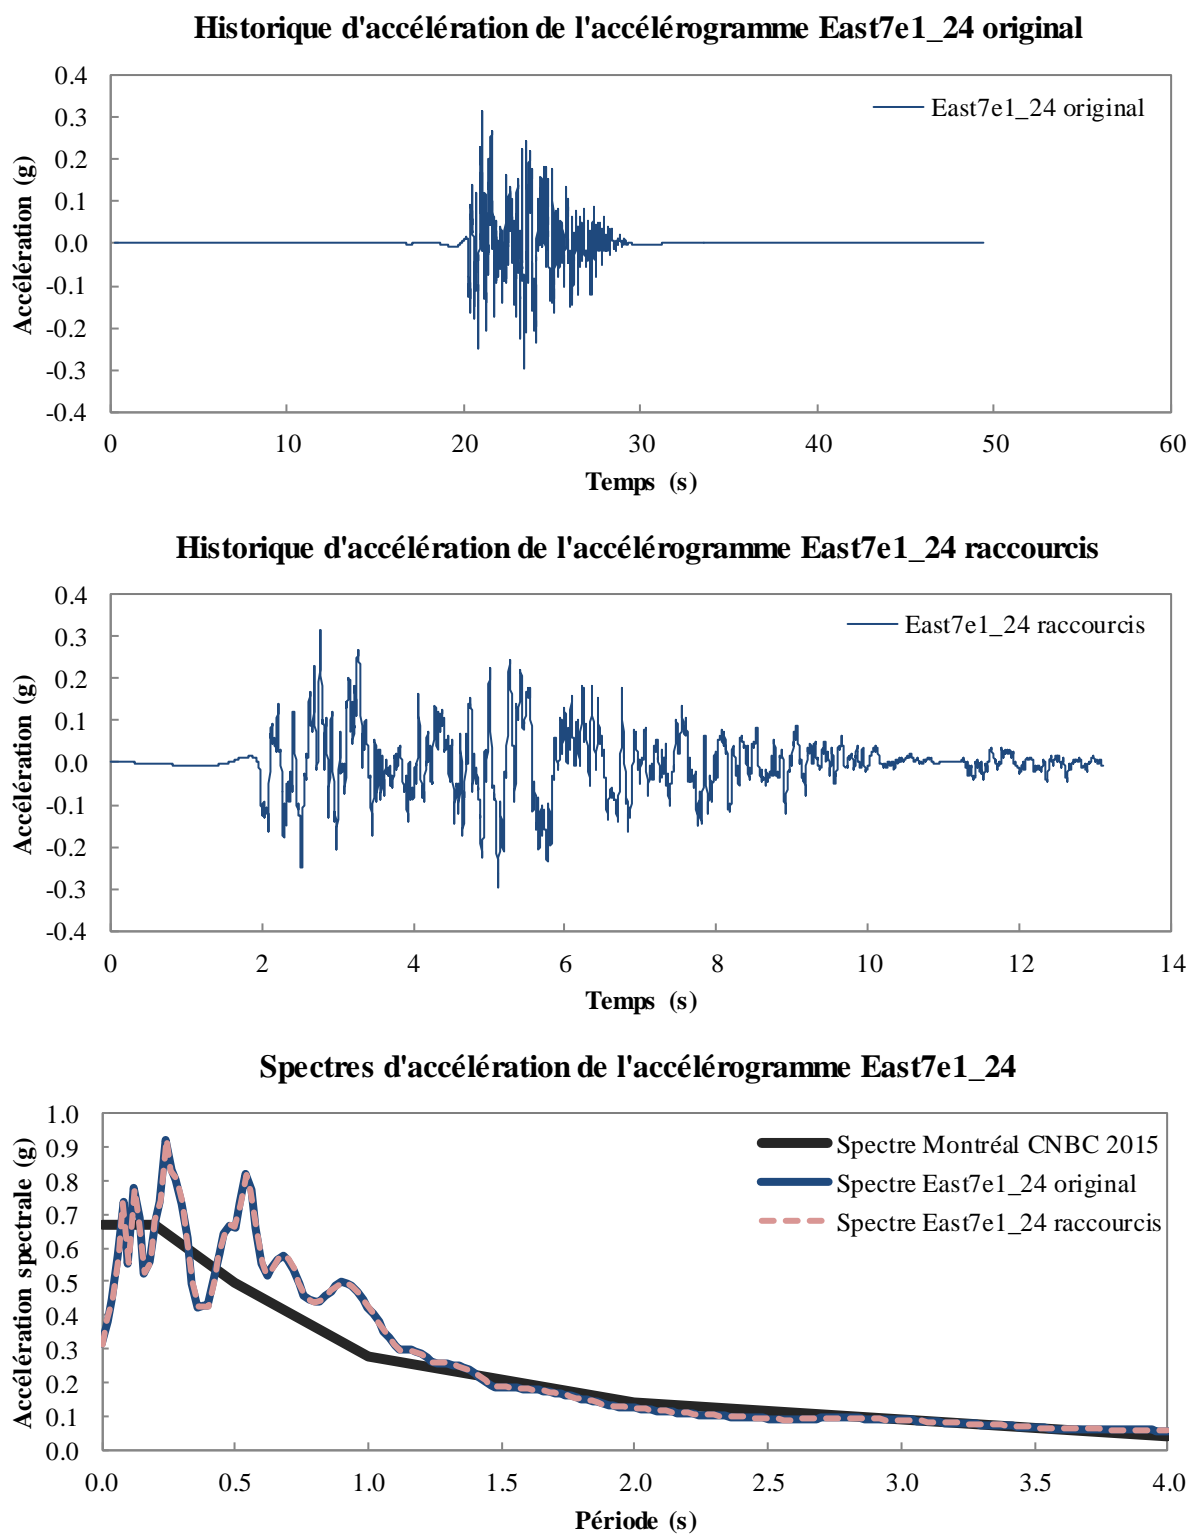 Historique d'accélération de l'accélérogramme East7e1_24 original
East7e1_24 original
Accélération (g)
0.4
0.3
0.2
0.1
0.0
-0.1
-0.2
-0.3
-0.4
0 10 20 30 40 50 60
Temps (s)
Historique d'accélération de l'accélérogramme East7e1_24 raccourcis
East7e1_24 raccourcis
Accélération (g)
0.4
0.3
0.2
0.1
0.0
-0.1
-0.2
-0.3
-0.4
0 2 4 6 8 10 12 14
Temps (s)
Spectres d'accélération de l'accélérogramme East7e1_24
Spectre Montréal CNBC 2015
Spectre East7e1_24 original
Spectre East7e1_24 raccourcis
Accélération spectrale (g)
1.0
0.9
0.8
0.7
0.6
0.5
0.4
0.3
0.2
0.1
0.0
0.0 0.5 1.0 1.5 2.0 2.5 3.0 3.5 4.0
Période (s)